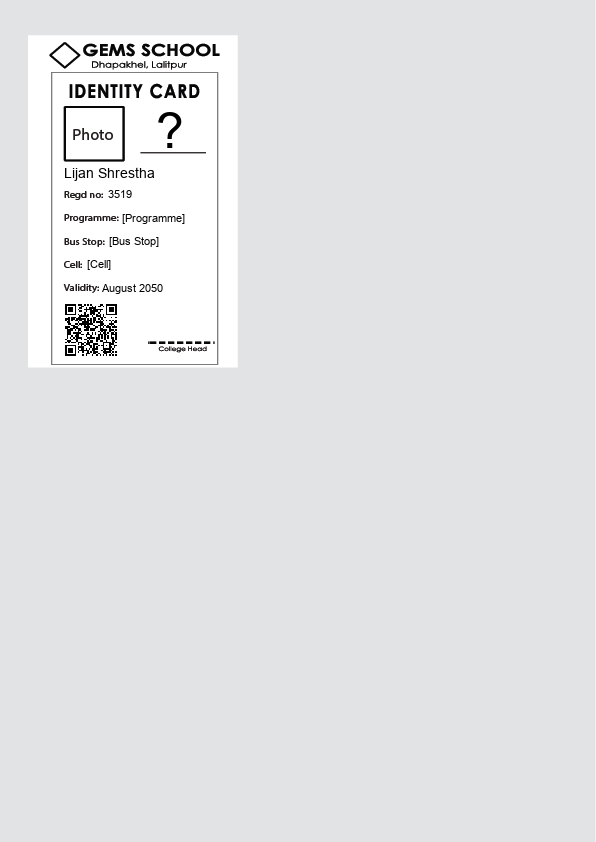 GEMS SCHOOL
Dhapakhel, Lalitpur
IDENTITY CARD
Photo
?
Lijan Shrestha
Regd no: 3519
Programme: [Programme]
Bus Stop: [Bus Stop]
Cell: [Cell]
Validity: August 2050
College Head